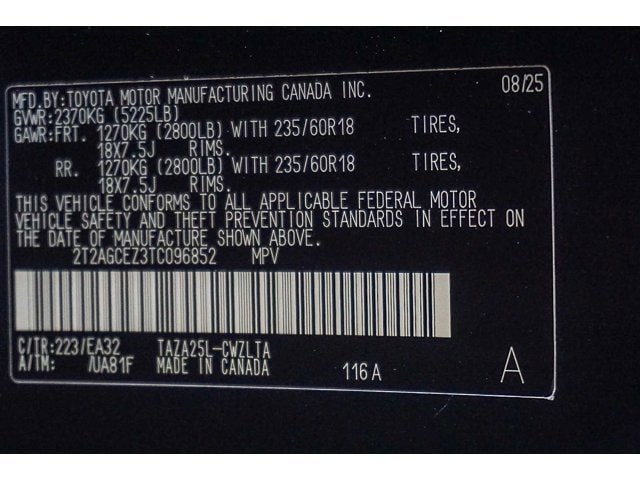 MFD.BY:TOYOTA MOTOR MANUFACTURING CANADA INC. 08/25
GVWR:2370KG (5225LB)
GAWR:FRT. 1270KG (2800LB) WITH 235/60R18 TIRES,
18X7.5J RIMS.
RR. 1270KG (2800LB) WITH 235/60R18 TIRES,
18X7.5J RIMS.
THIS VEHICLE CONFORMS TO ALL APPLICABLE FEDERAL MOTOR
VEHICLE SAFETY AND THEFT PREVENTION STANDARDS IN EFFECT ON
THE DATE OF MANUFACTURE SHOWN ABOVE.
2T2AGCEZ3TC096852 MPV
C/TR:223/EA32 TAZA25L-CWZLTA
A/TM: /UA81F MADE IN CANADA 116A A